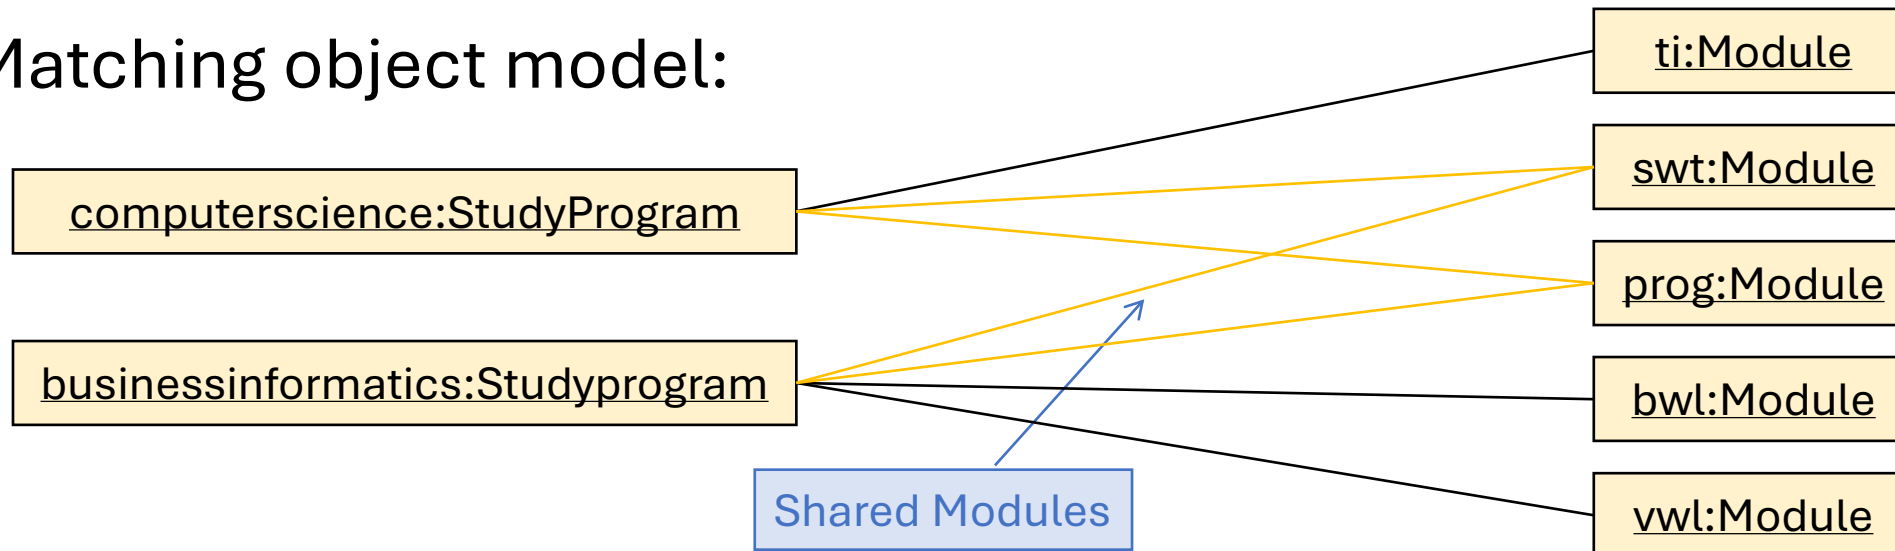 Matching object model:
ti:Module
swt:Module
computerscience:StudyProgram
prog:Module
businessinformatics:Studyprogram
bwl:Module
Shared Modules
vwl:Module